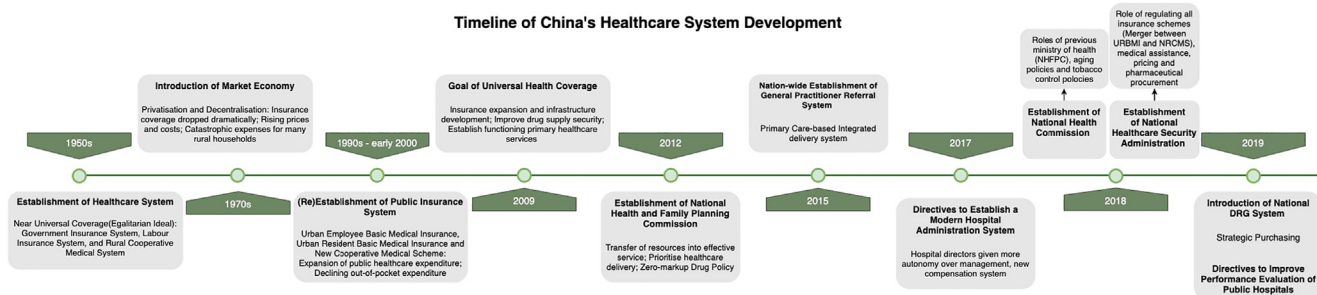 Timeline of China's Healthcare System Development
1950s
Establishment of Healthcare System
Near Universal Coverage(Egalitarian Ideal):
Government Insurance System, Labour
Insurance System, and Rural Cooperative
Medical System
Introduction of Market Economy
Privatisation and Decentralisation: Insurance
coverage dropped dramatically; Rising prices
and costs; Catastrophic expenses for many
rural households
1970s
1990s - early 2000
(Re)Establishment of Public Insurance
System
Urban Employee Basic Medical Insurance,
Urban Resident Basic Medical Insurance and
New Cooperative Medical Scheme:
Expansion of public healthcare expenditure;
Declining out-of-pocket expenditure
Goal of Universal Health Coverage
Insurance expansion and infrastructure
development; Improve drug supply security;
Establish functioning primary healthcare
services
2009
2012
Establishment of National
Health and Family Planning
Commission
Transfer of resources into effective
service; Prioritise healthcare
delivery; Zero-markup Drug Policy
Nation-wide Establishment of
General Practitioner Referral
System
Primary Care-based Integrated
delivery system
2015
2017
Directives to Establish a
Modern Hospital
Administration System
Hospital directors given more
autonomy over management, new
compensation system
Roles of previous
ministry of health
(NHFPC), aging
policies and tobacco
control polocies
Establishment of
National Health
Commission
Role of regulating all
insurance schemes
(Merger between
URBMI and NRCMS),
medical assistance,
pricing and
pharmaceutical
procurement
Establishment
of National
Healthcare Security
Administration
2018
2019
Introduction of National
DRG System
Strategic Purchasing
Directives to Improve
Performance Evaluation of
Public Hospitals